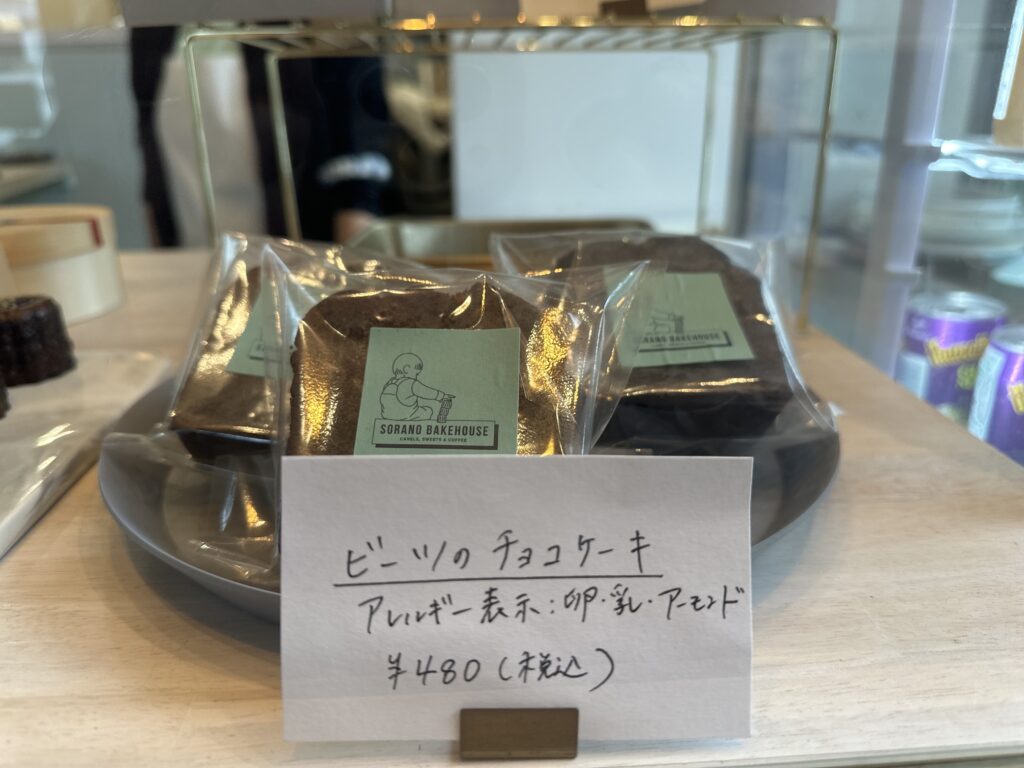 SORANO BAKEHOUSE
CANELE, SWEETS & COFFEE
SORANO BAKEHOUSE
ビーツのチョコケーキ
アレルギー表示:卵・乳・アーモンド
¥480(税込)